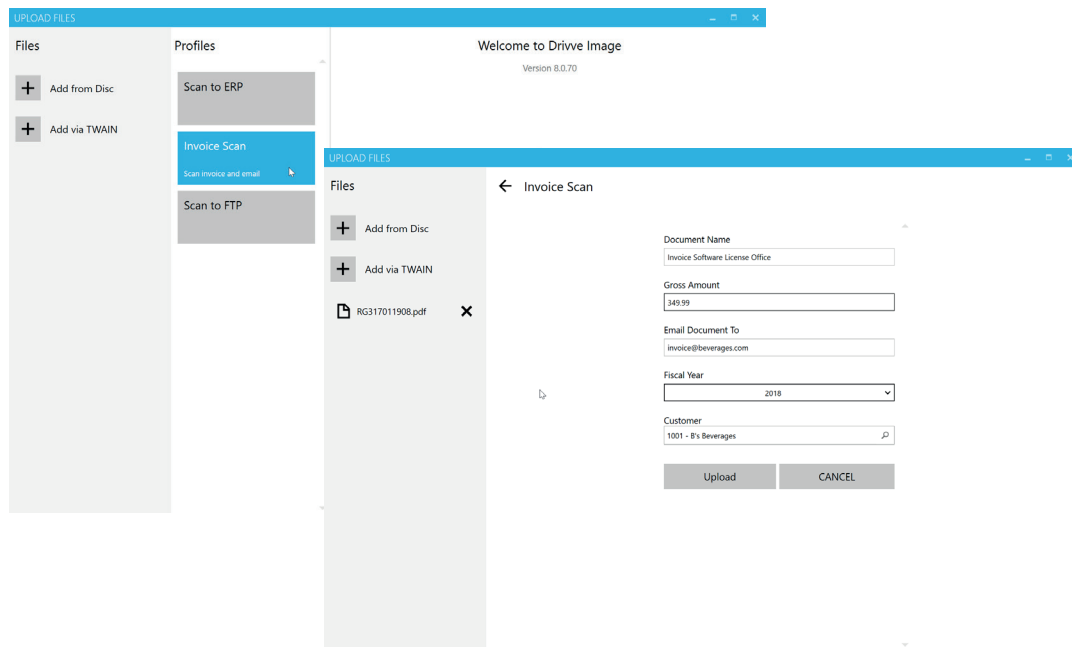 UPLOAD FILES
Files
Add from Disc
Add via TWAIN
Profiles
Scan to ERP
Invoice Scan
Scan invoice and email
Scan to FTP
Welcome to Drivve Image
Version 8.0.70
UPLOAD FILES
Files
Add from Disc
Add via TWAIN
RG317011908.pdf
Invoice Scan
Document Name
Invoice Software License Office
Gross Amount
349.99
Email Document To
invoice@beverages.com
Fiscal Year
2018
Customer
1001 - B's Beverages
Upload
CANCEL